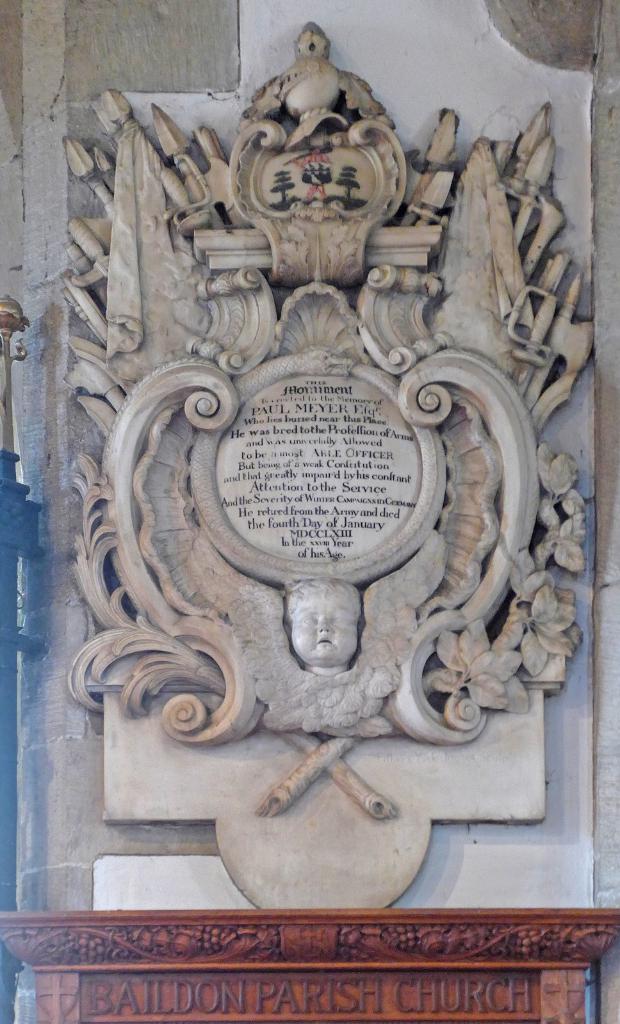 THIS
Monument
Is erected to the Memory of
PAUL MEYER Esqr.
Who lies buried near this Place
He was bred to the Profession of Arms
and was universally Allowed
to be a most ABLE OFFICER
But being of a weak Constitution
and that greatly impair'd by his constant
Attention to the Service
And the Severity of WINTER CAMPAIGNS in GERMANY
He retired from the Army and died
the fourth Day of January
MDCCLXIII
In the XXVIII Year
of his Age.
BAILDON PARISH CHURCH